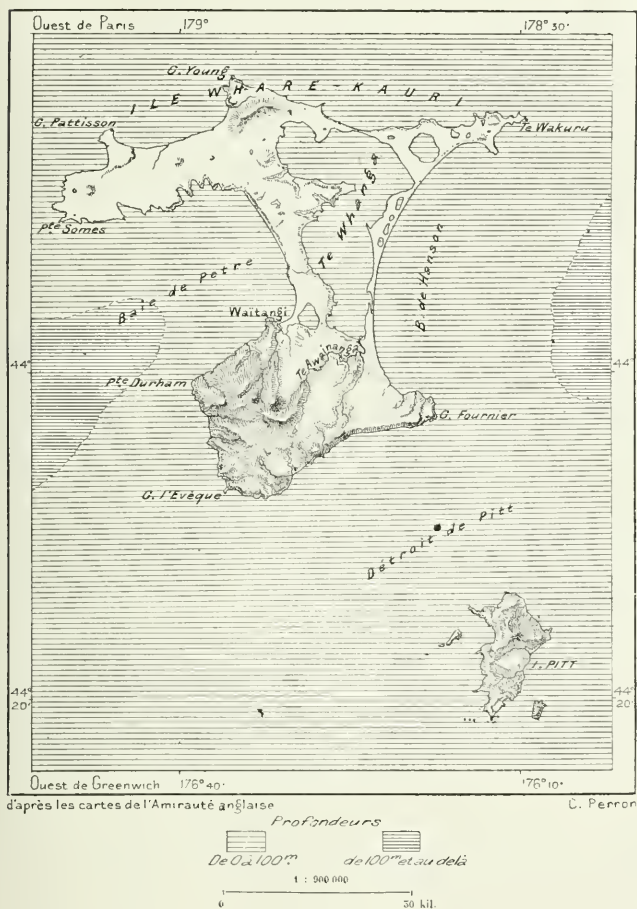 Ouest de Paris 179° 178°30'
C. Young
ILE WHARE-KAURI
C. Pattisson
Te Wakuru
Pte Somes
Te Whanga
B. de Hanson
Baie de Petre
Waitangi
44° 44°
Te Awainanga
Pte Durham
C. Fournier
C. l'Evêque
Détroit de Pitt
I. PITT
44° 20' 44° 20'
Ouest de Greenwich 176°40' 176°10'
d'après les cartes de l'Amirauté anglaise C. Perron
Profondeurs
De 0 à 100m de 100m et au delà
1 : 900 000
0 30 kil.